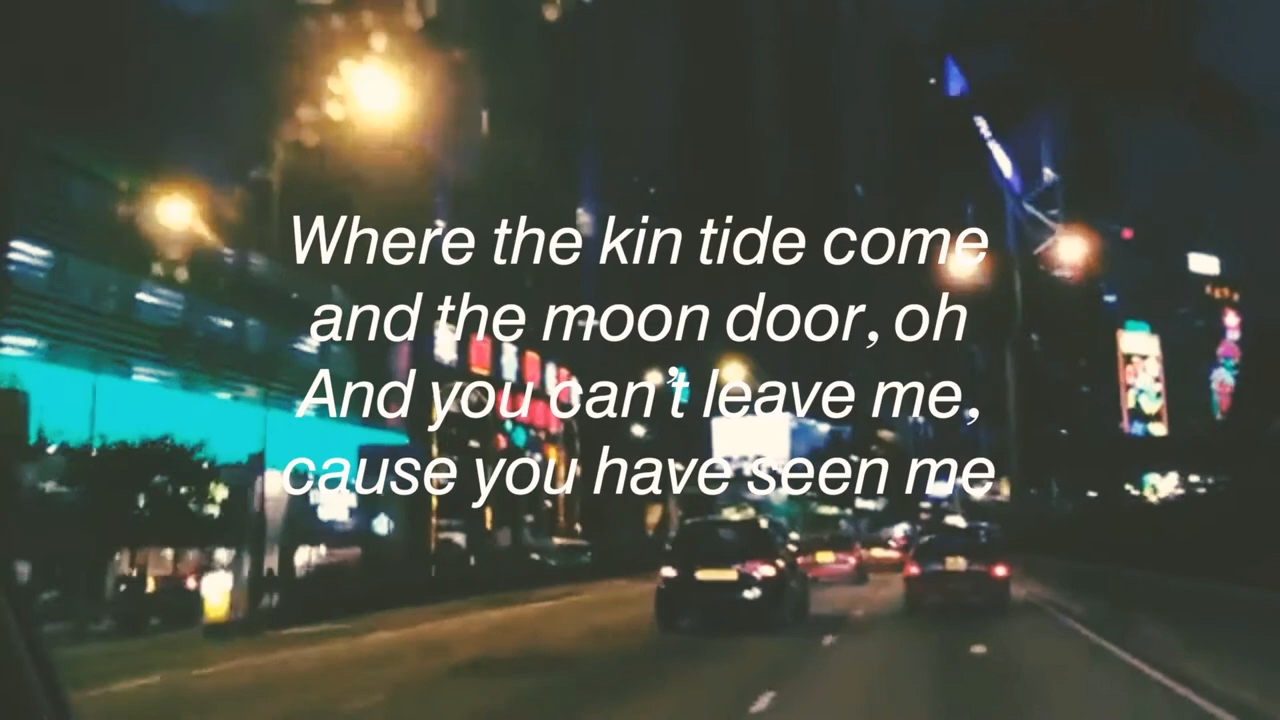 Where the kin tide come
and the moon door, oh
And you can’t leave me,
cause you have seen me